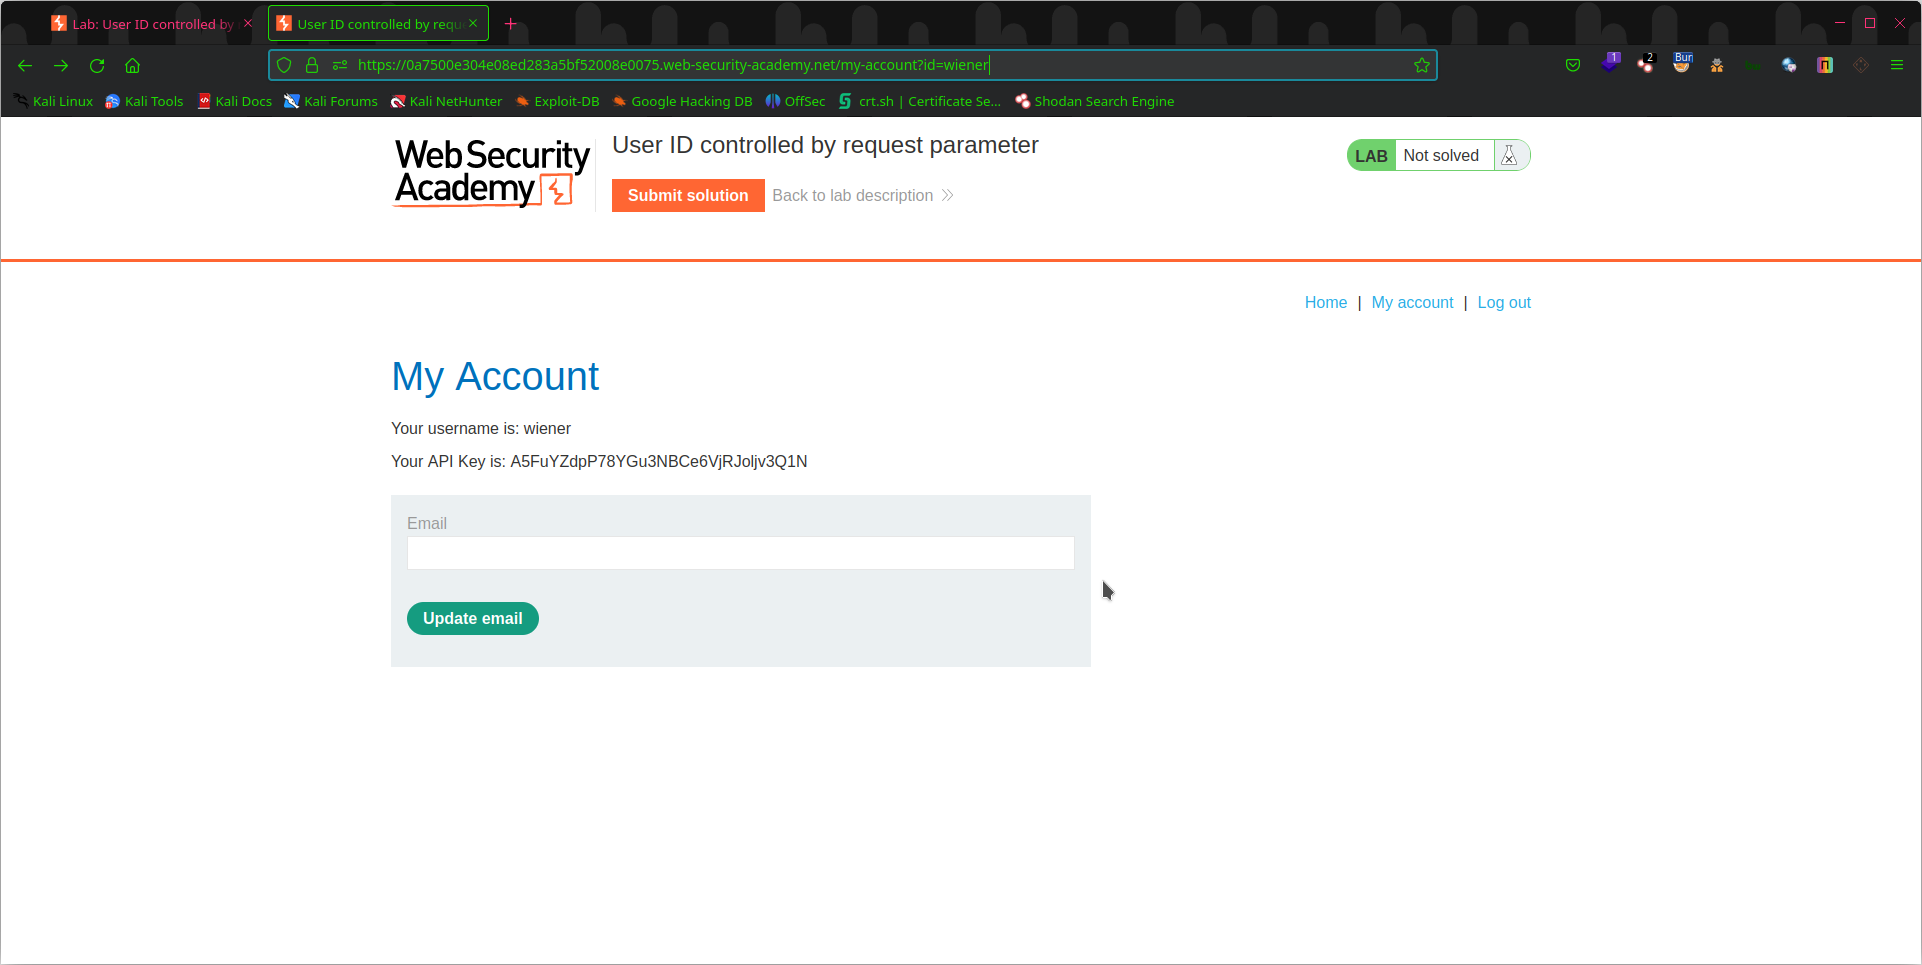 Lab: User ID controlled by
User ID controlled by requ
https://0a7500e304e08ed283a5bf52008e0075.web-security-academy.net/my-account?id=wiener
1
2
Bur
Kali Linux
Kali Tools
Kali Docs
Kali Forums
Kali NetHunter
Exploit-DB
Google Hacking DB
OffSec
crt.sh | Certificate Se...
Shodan Search Engine
Web Security
Academy
User ID controlled by request parameter
LAB
Not solved
Submit solution
Back to lab description
Home | My account | Log out
My Account
Your username is: wiener
Your API Key is: A5FuYZdpP78YGu3NBCe6VjRJoljv3Q1N
Email
Update email